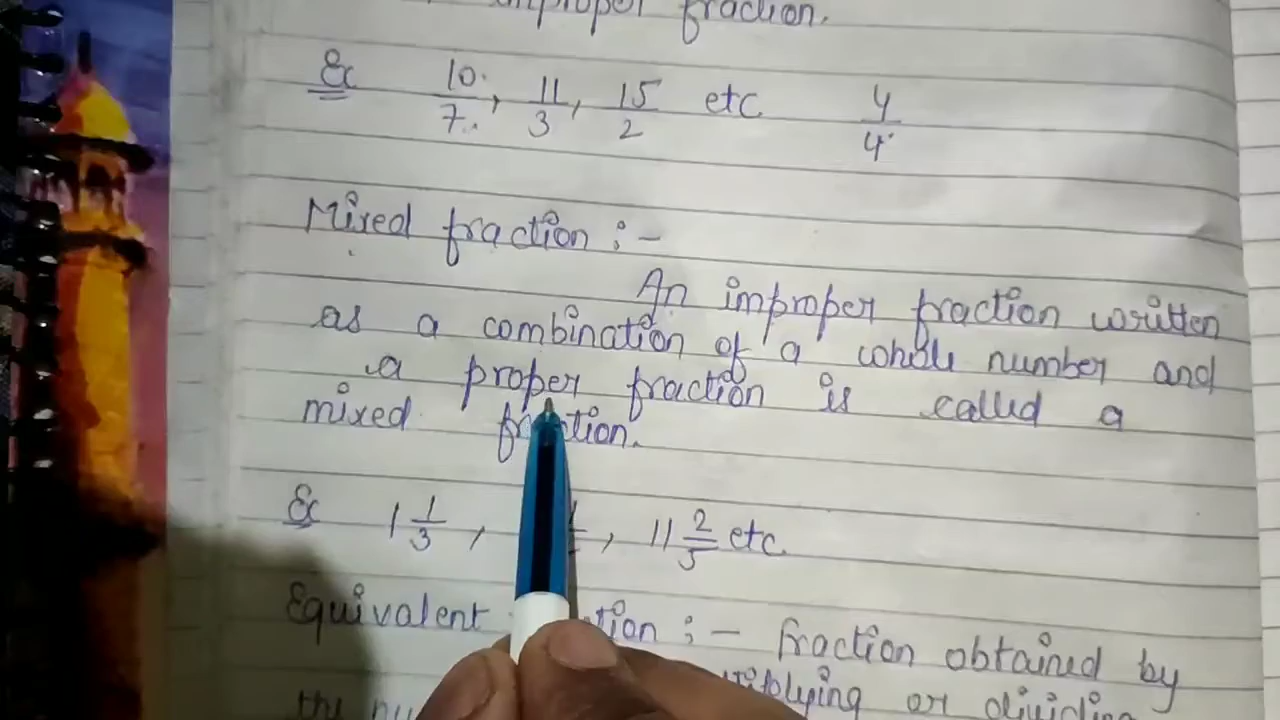 improper fraction.
Ex 10/7, 11/3, 15/2 etc 4/4
Mixed fraction :-
An improper fraction written
as a combination of a whole number and
a proper fraction is called a
mixed fraction.
Ex 1 1/3, , 11 2/5 etc.
Equivalent :- fraction obtained by
the or dividing